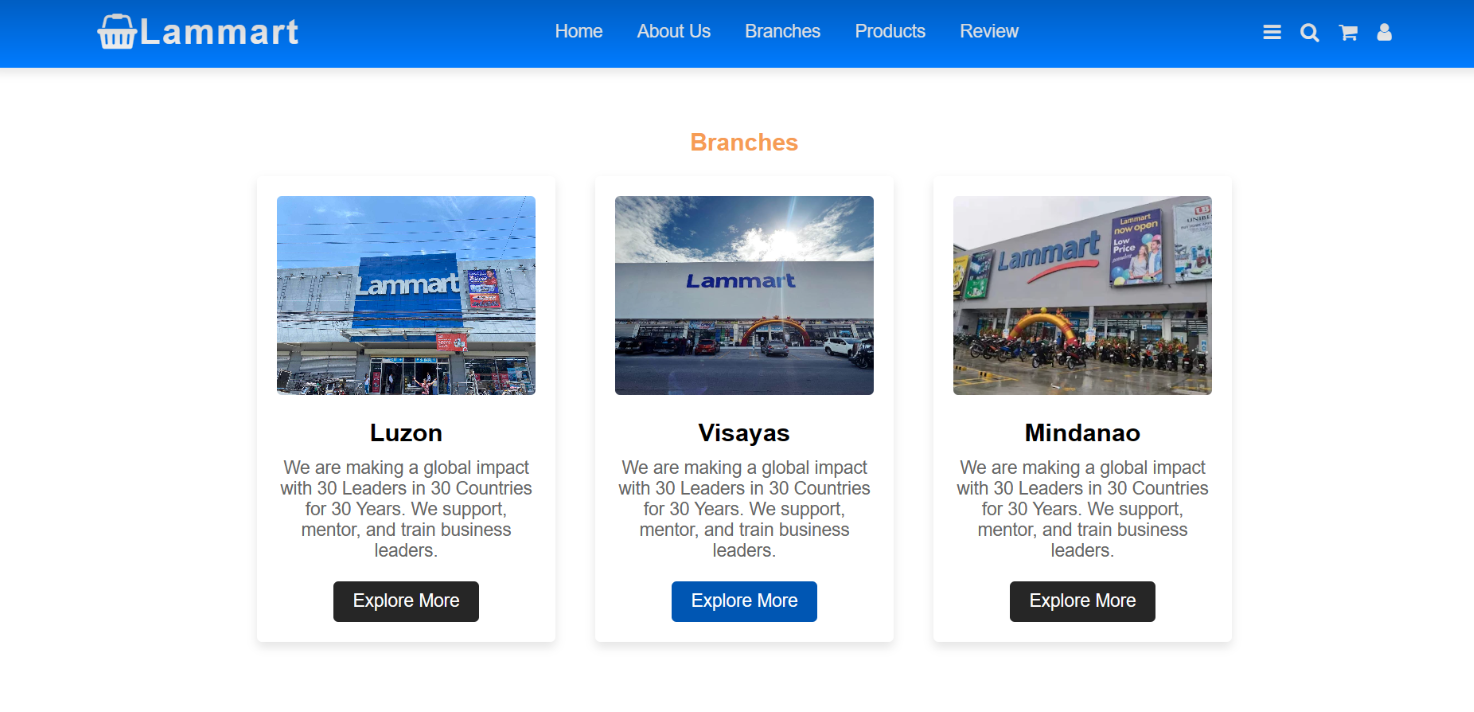 Lammart
Home About Us Branches Products Review
Branches
Lammart
Lammart
Lammart
Lammart
now open
Low
Price
Luzon
We are making a global impact
with 30 Leaders in 30 Countries
for 30 Years. We support,
mentor, and train business
leaders.
Explore More
Visayas
We are making a global impact
with 30 Leaders in 30 Countries
for 30 Years. We support,
mentor, and train business
leaders.
Explore More
Mindanao
We are making a global impact
with 30 Leaders in 30 Countries
for 30 Years. We support,
mentor, and train business
leaders.
Explore More